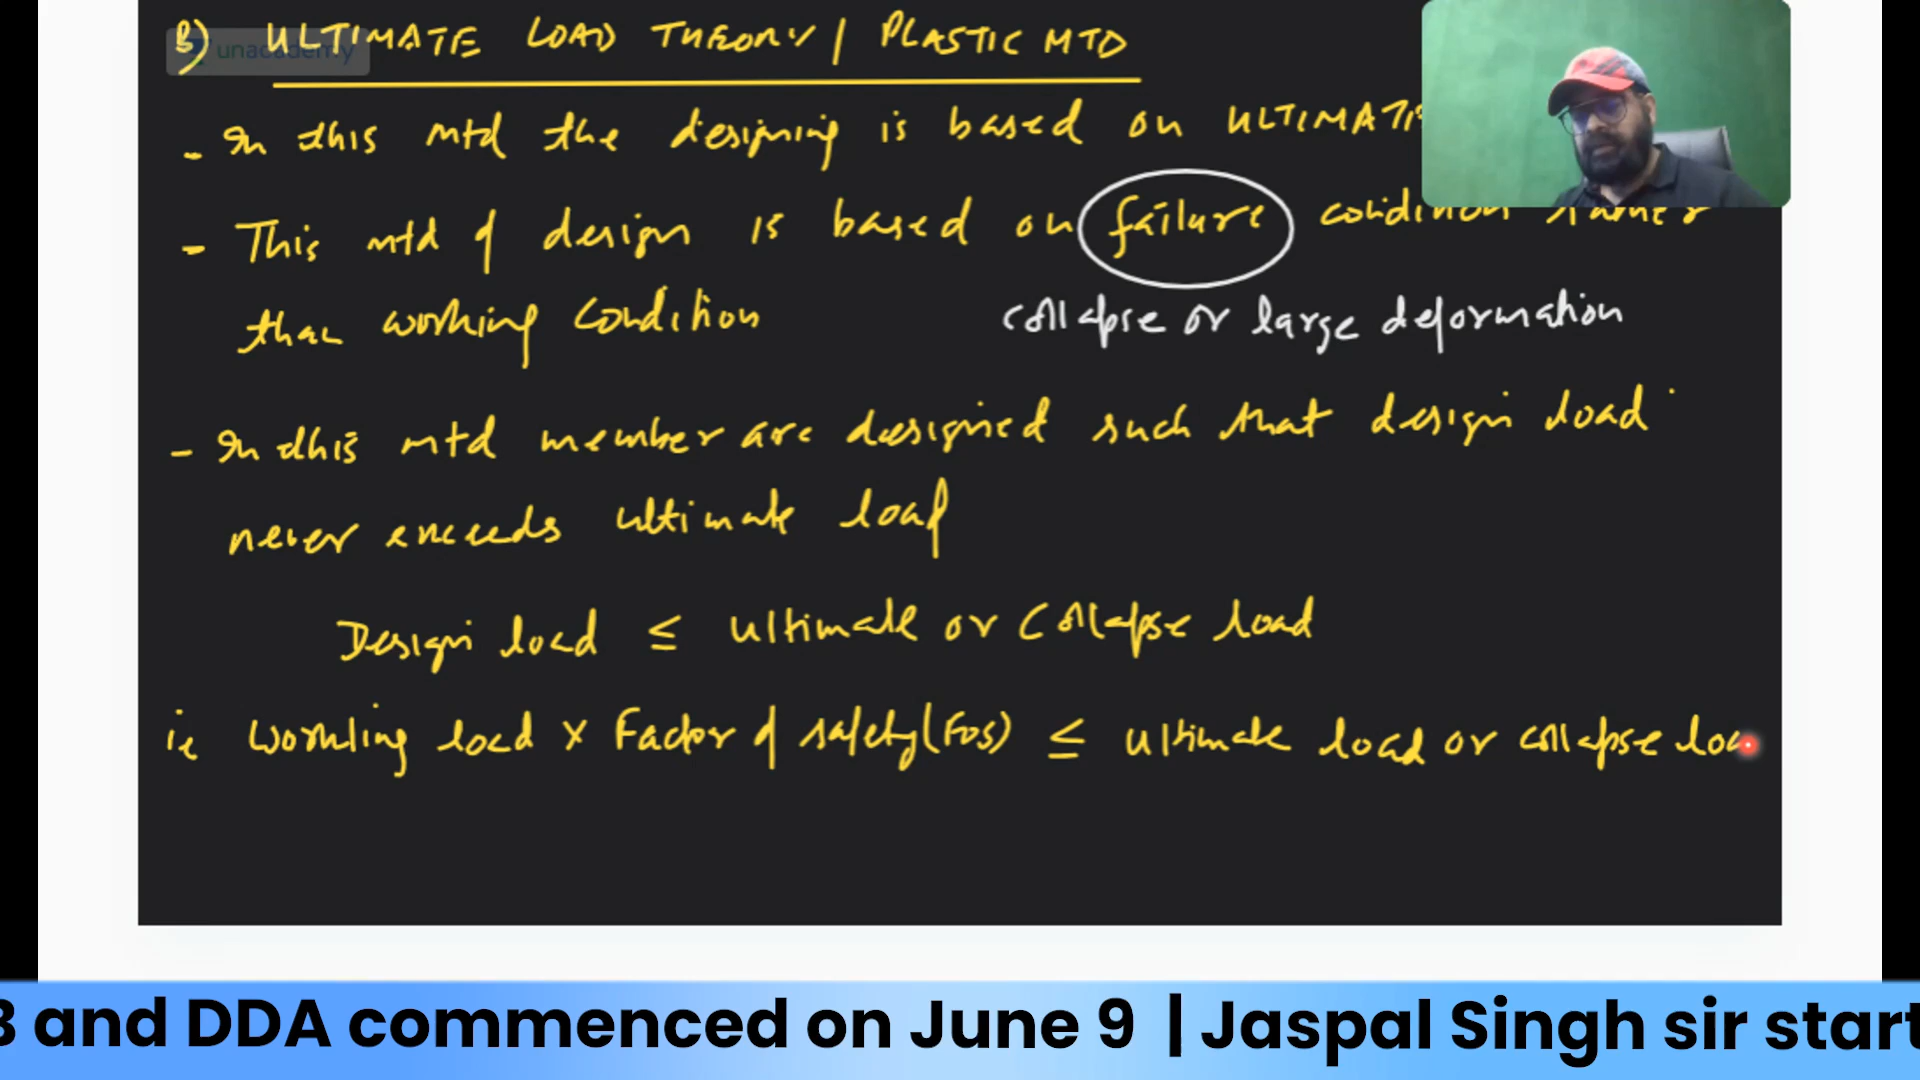 B) ULTIMATE LOAD THEORY / PLASTIC MTD
unacademy
- In this mtd the designing is based on ULTIMATE
- This mtd of design is based on failure condition rather
than working condition
collapse or large deformation
- In this mtd member are designed such that design load
never exceeds ultimate load
Design load ≤ ultimate or collapse load
ie working load x Factor of safety (FOS) ≤ ultimate load or collapse load
3 and DDA commenced on June 9 | Jaspal Singh sir start